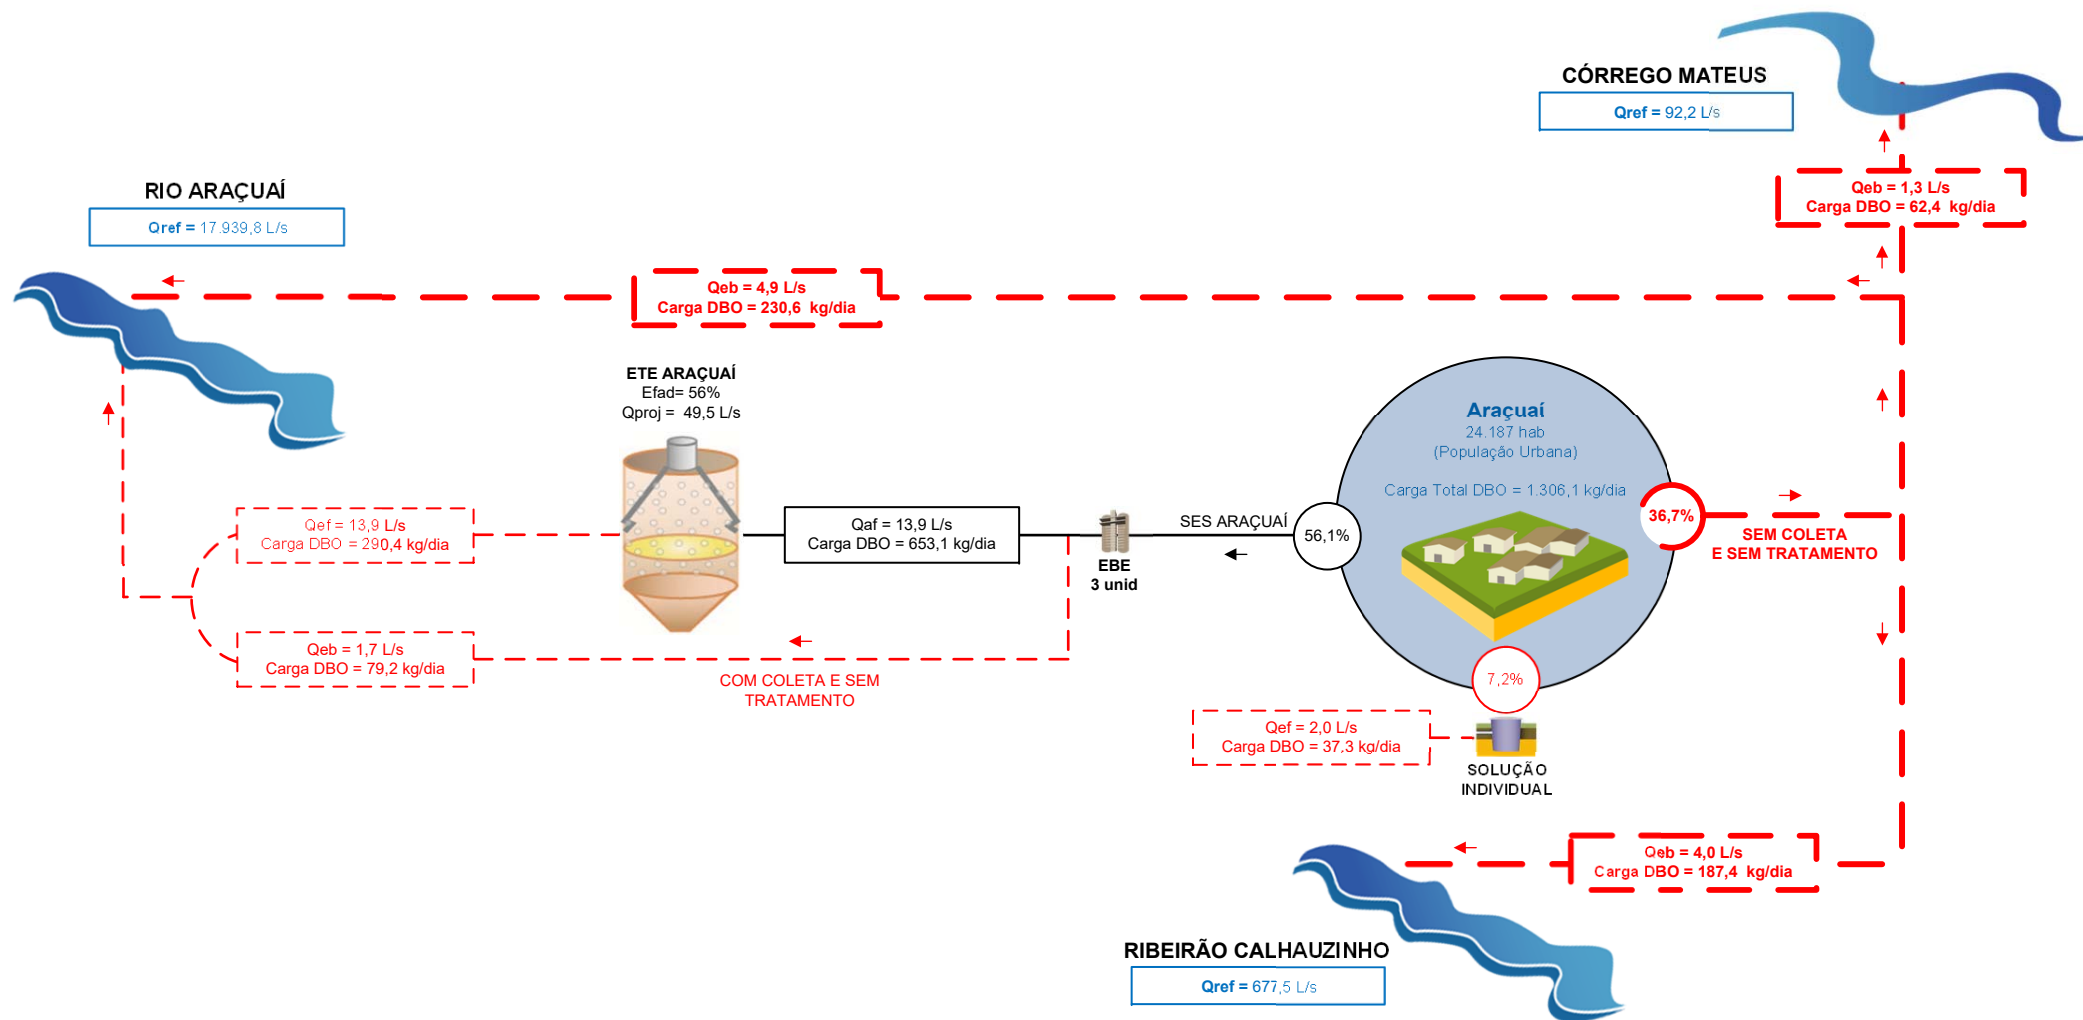 CÓRREGO MATEUS
Qref = 92,2 L/s
Qeb = 1,3 L/s
Carga DBO = 62,4 kg/dia
RIO ARAÇUAÍ
Qref = 17.939,8 L/s
Qeb = 4,9 L/s
Carga DBO = 230,6 kg/dia
ETE ARAÇUAÍ
Efad= 56%
Qproj = 49,5 L/s
Araçuaí
24.187 hab
(População Urbana)
Carga Total DBO = 1.306,1 kg/dia
36,7%
SEM COLETA
E SEM TRATAMENTO
56,1%
SES ARAÇUAÍ
EBE
3 unid
Qaf = 13,9 L/s
Carga DBO = 653,1 kg/dia
Qef = 13,9 L/s
Carga DBO = 290,4 kg/dia
Qeb = 1,7 L/s
Carga DBO = 79,2 kg/dia
COM COLETA E SEM
TRATAMENTO
7,2%
Qef = 2,0 L/s
Carga DBO = 37,3 kg/dia
SOLUÇÃO
INDIVIDUAL
Qeb = 4,0 L/s
Carga DBO = 187,4 kg/dia
RIBEIRÃO CALHAUZINHO
Qref = 677,5 L/s